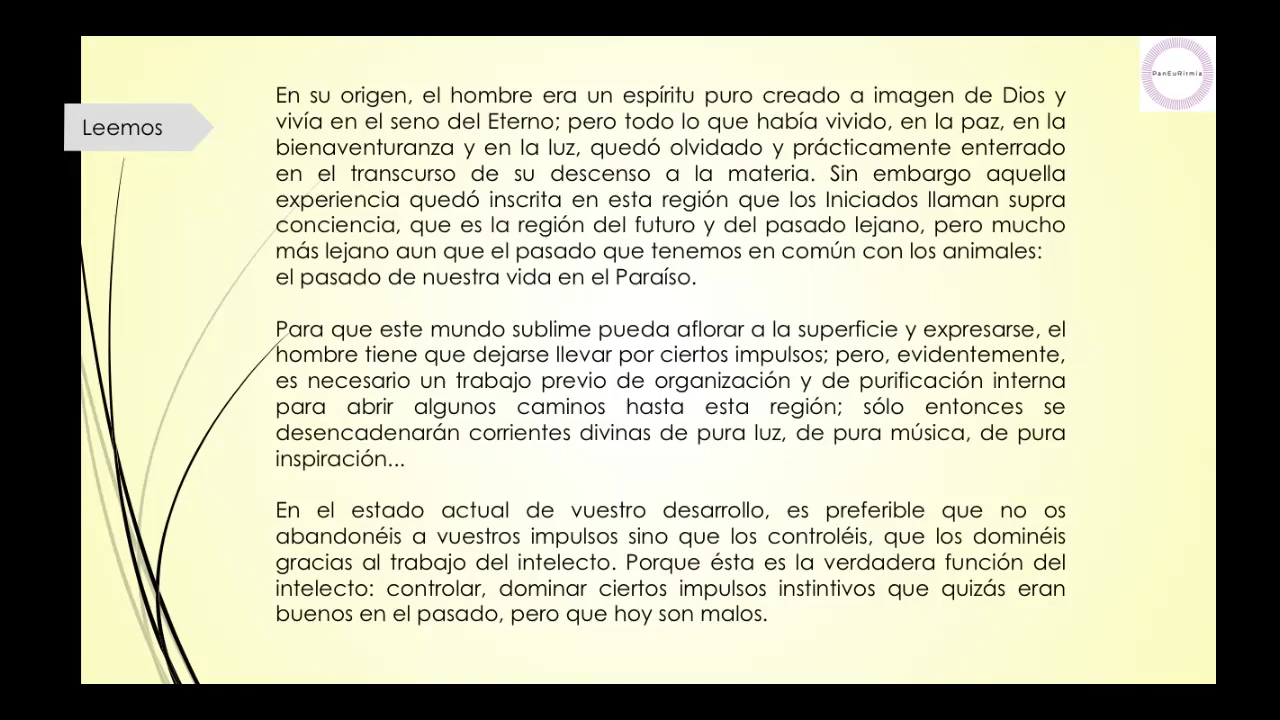 Leemos
PanEuRitmia
En su origen, el hombre era un espíritu puro creado a imagen de Dios y
vivía en el seno del Eterno; pero todo lo que había vivido, en la paz, en la
bienaventuranza y en la luz, quedó olvidado y prácticamente enterrado
en el transcurso de su descenso a la materia. Sin embargo aquella
experiencia quedó inscrita en esta región que los Iniciados llaman supra
conciencia, que es la región del futuro y del pasado lejano, pero mucho
más lejano aun que el pasado que tenemos en común con los animales:
el pasado de nuestra vida en el Paraíso.
Para que este mundo sublime pueda aflorar a la superficie y expresarse, el
hombre tiene que dejarse llevar por ciertos impulsos; pero, evidentemente,
es necesario un trabajo previo de organización y de purificación interna
para abrir algunos caminos hasta esta región; sólo entonces se
desencadenarán corrientes divinas de pura luz, de pura música, de pura
inspiración...
En el estado actual de vuestro desarrollo, es preferible que no os
abandonéis a vuestros impulsos sino que los controléis, que los dominéis
gracias al trabajo del intelecto. Porque ésta es la verdadera función del
intelecto: controlar, dominar ciertos impulsos instintivos que quizás eran
buenos en el pasado, pero que hoy son malos.